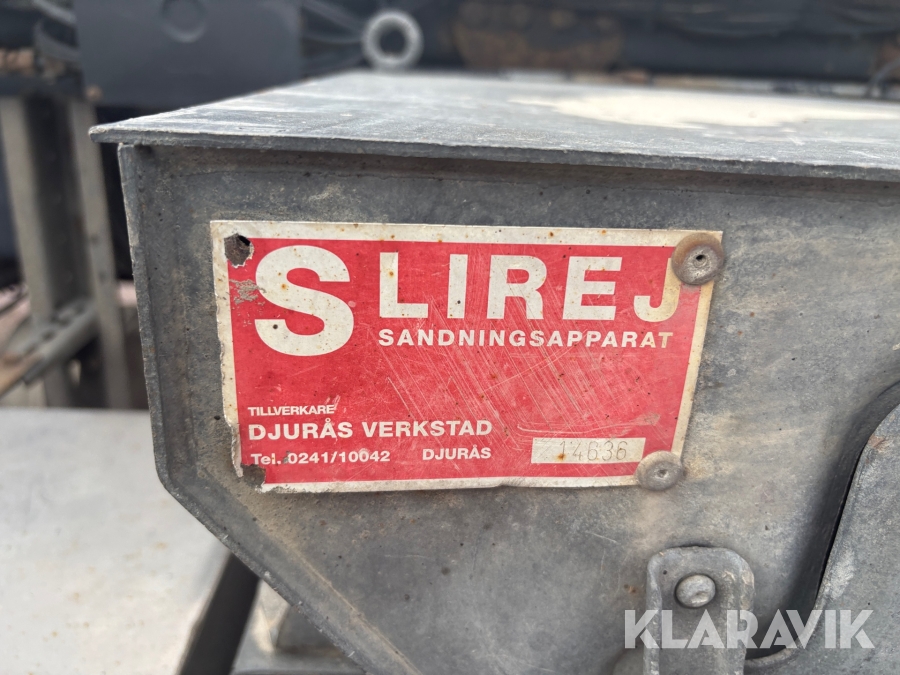 SLIREJ
SANDNINGSAPPARAT
TILLVERKARE
DJURÅS VERKSTAD
Tel. 0241/10042 DJURÅS 14636
KLARAVIK